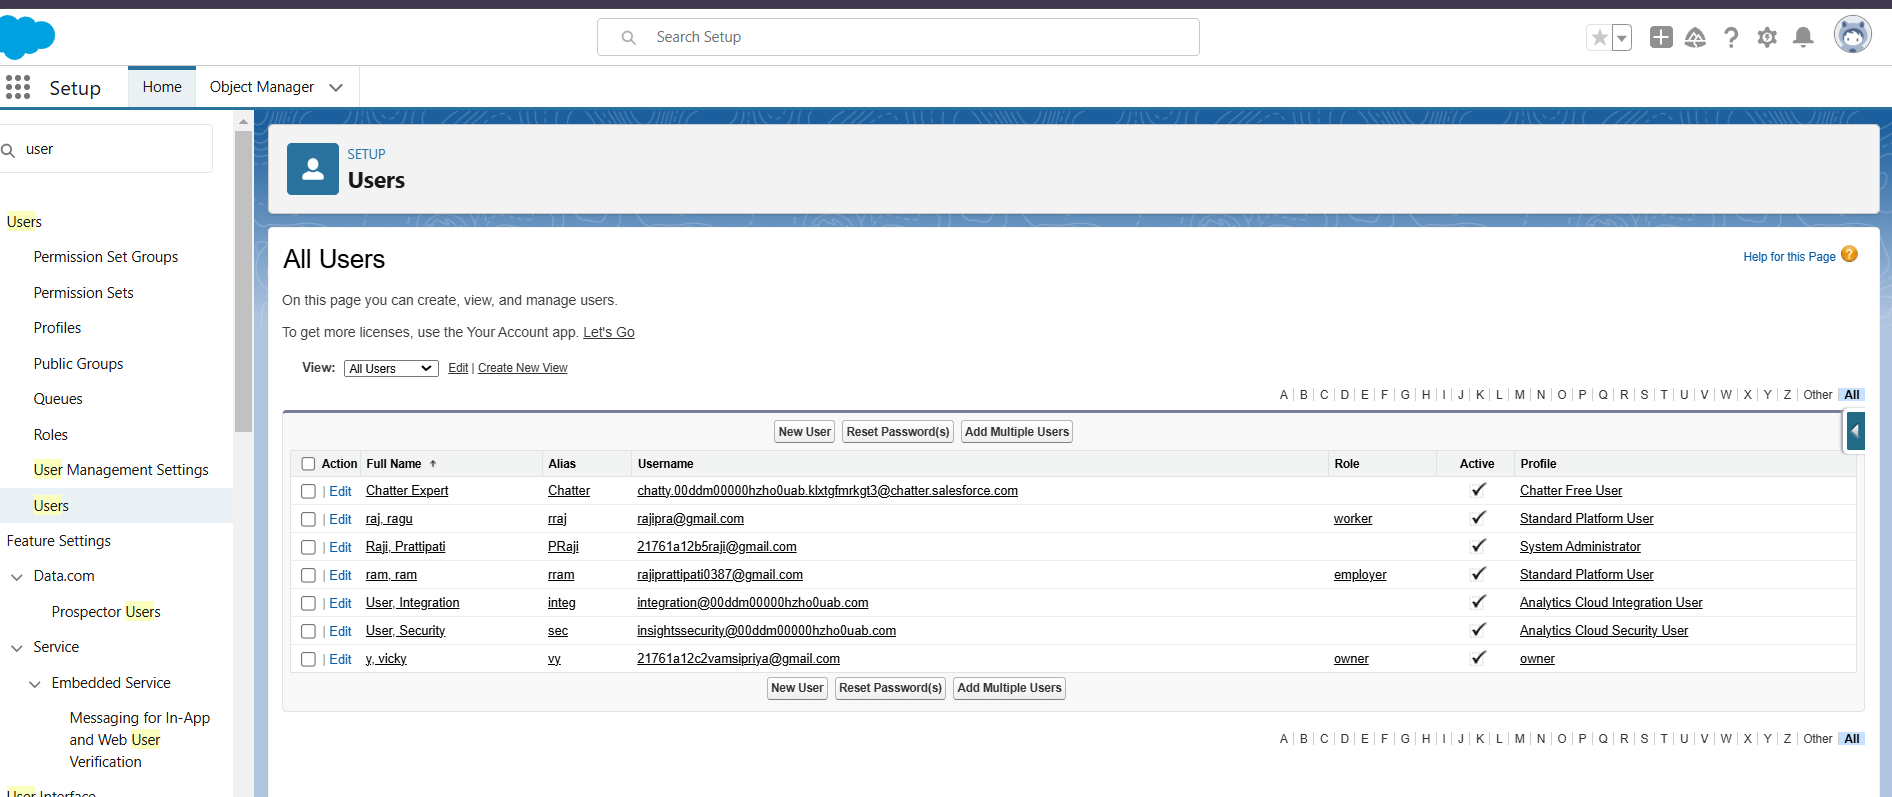 Search Setup
Setup
Home
Object Manager
user
Users
Permission Set Groups
Permission Sets
Profiles
Public Groups
Queues
Roles
User Management Settings
Users
Feature Settings
Data.com
Prospector Users
Service
Embedded Service
Messaging for In-App
and Web User
Verification
User Interface
SETUP
Users
All Users
Help for this Page ?
On this page you can create, view, and manage users.
To get more licenses, use the Your Account app. Let's Go
View: All Users Edit | Create New View
A | B | C | D | E | F | G | H | I | J | K | L | M | N | O | P | Q | R | S | T | U | V | W | X | Y | Z | Other | All
New User Reset Password(s) Add Multiple Users
Action Full Name ↑ Alias Username Role Active Profile
| Edit Chatter Expert Chatter chatty.00ddm00000hzho0uab.klxtgfmrkgt3@chatter.salesforce.com ✓ Chatter Free User
| Edit raj, ragu rraj rajipra@gmail.com worker ✓ Standard Platform User
| Edit Raji, Prattipati PRaji 21761a12b5raji@gmail.com ✓ System Administrator
| Edit ram, ram rram rajiprattipati0387@gmail.com employer ✓ Standard Platform User
| Edit User, Integration integ integration@00ddm00000hzho0uab.com ✓ Analytics Cloud Integration User
| Edit User, Security sec insightssecurity@00ddm00000hzho0uab.com ✓ Analytics Cloud Security User
| Edit y, vicky vy 21761a12c2vamsipriya@gmail.com owner ✓ owner
New User Reset Password(s) Add Multiple Users
A | B | C | D | E | F | G | H | I | J | K | L | M | N | O | P | Q | R | S | T | U | V | W | X | Y | Z | Other | All